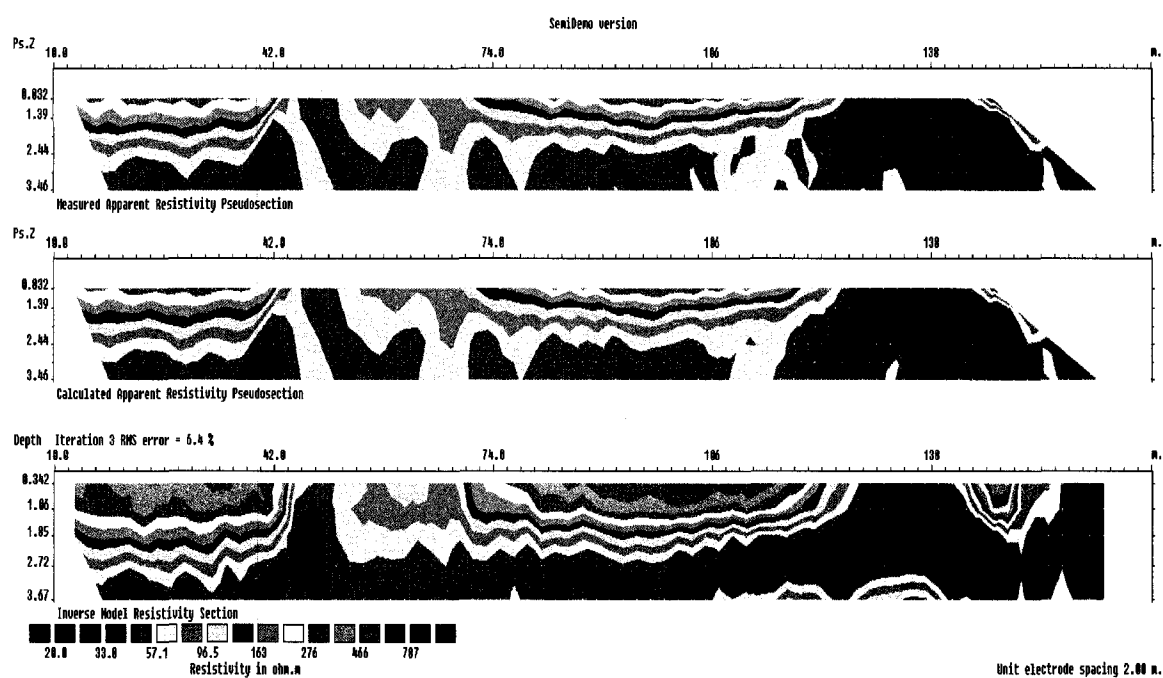 SemiDemo version
Ps.Z 10.0 42.0 74.0 106 138 m.
0.832
1.39
2.44
3.46
Measured Apparent Resistivity Pseudosection
Ps.Z 10.0 42.0 74.0 106 138 m.
0.832
1.39
2.44
3.46
Calculated Apparent Resistivity Pseudosection
Depth Iteration 3 RMS error = 6.4 %
10.0 42.0 74.0 106 138 m.
0.342
1.06
1.85
2.72
3.67
Inverse Model Resistivity Section
20.0 33.8 57.1 96.5 163 276 466 787
Resistivity in ohm.m
Unit electrode spacing 2.00 m.